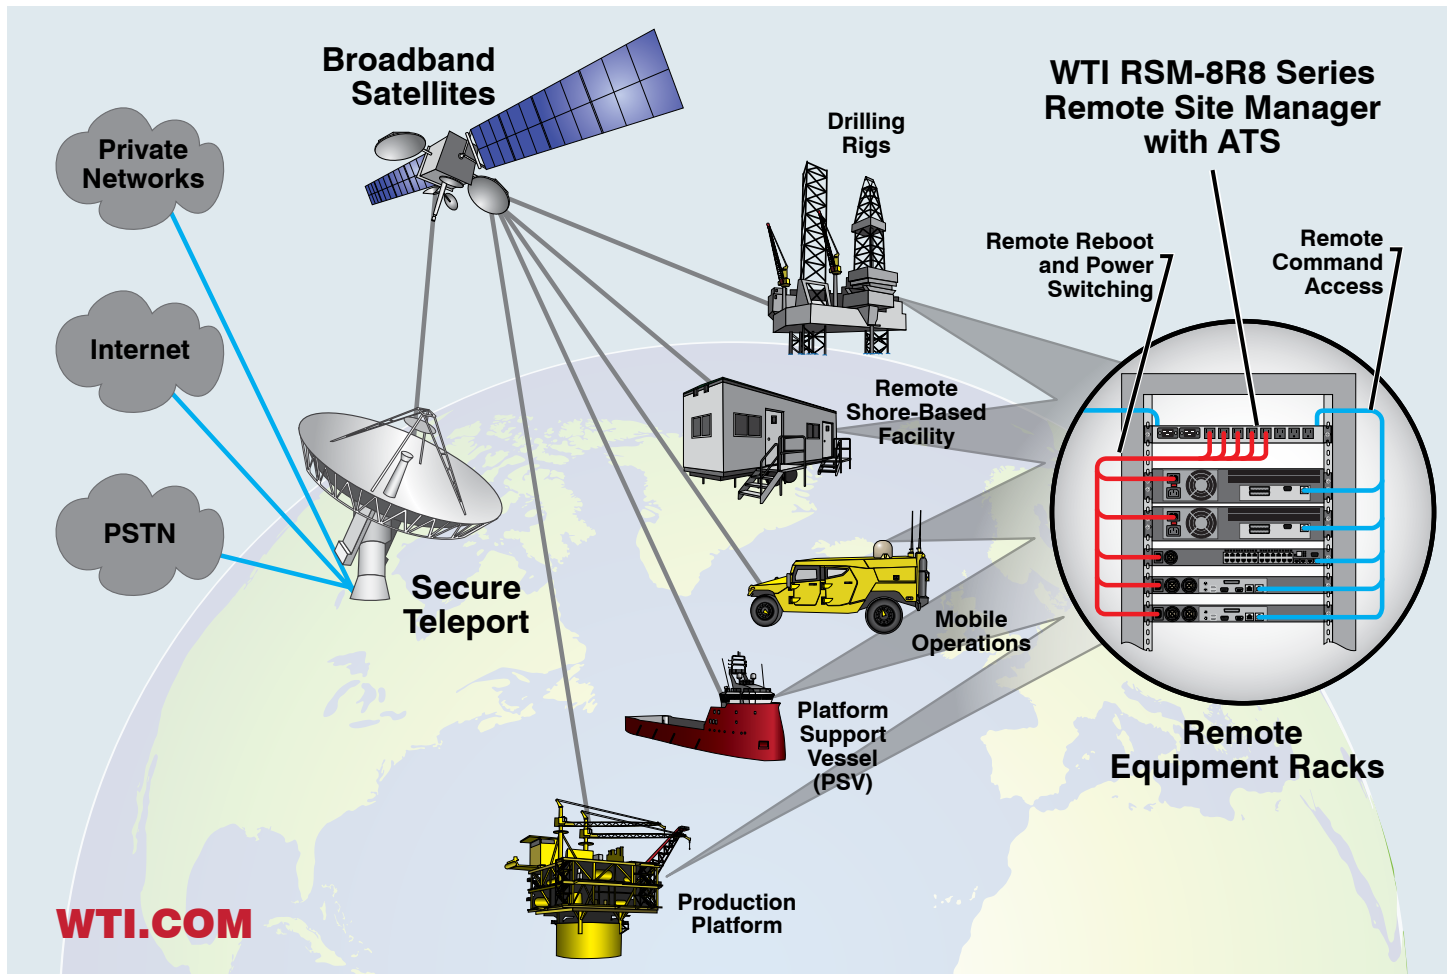 Broadband
Satellites
WTI RSM-8R8 Series
Remote Site Manager
with ATS
Drilling
Rigs
Private
Networks
Remote Reboot
and Power
Switching
Remote
Command
Access
Internet
Remote
Shore-Based
Facility
PSTN
Secure
Teleport
Mobile
Operations
Platform
Support
Vessel
(PSV)
Remote
Equipment Racks
Production
Platform
WTI.COM